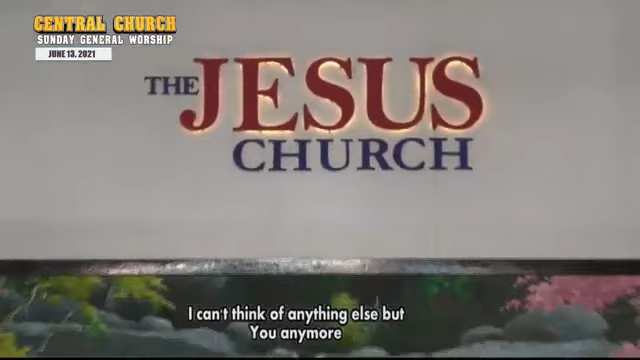 CENTRAL CHURCH
SUNDAY GENERAL WORSHIP
JUNE 13, 2021
THE JESUS
CHURCH
I can't think of anything else but
You anymore